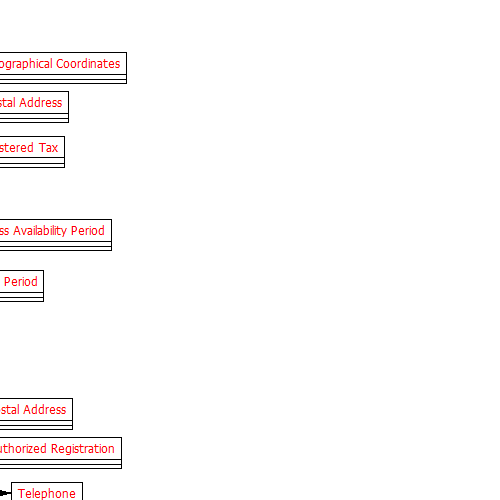 ographical Coordinates
stal Address
stered Tax
ss Availability Period
Period
stal Address
uthorized Registration
Telephone